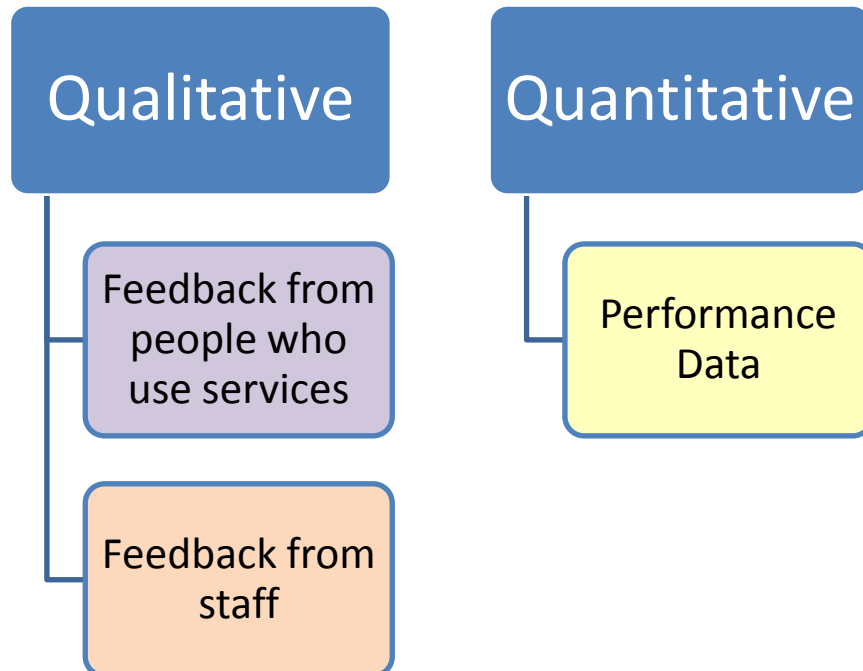 Qualitative
Feedback from
people who
use services
Feedback from
staff
Quantitative
Performance
Data